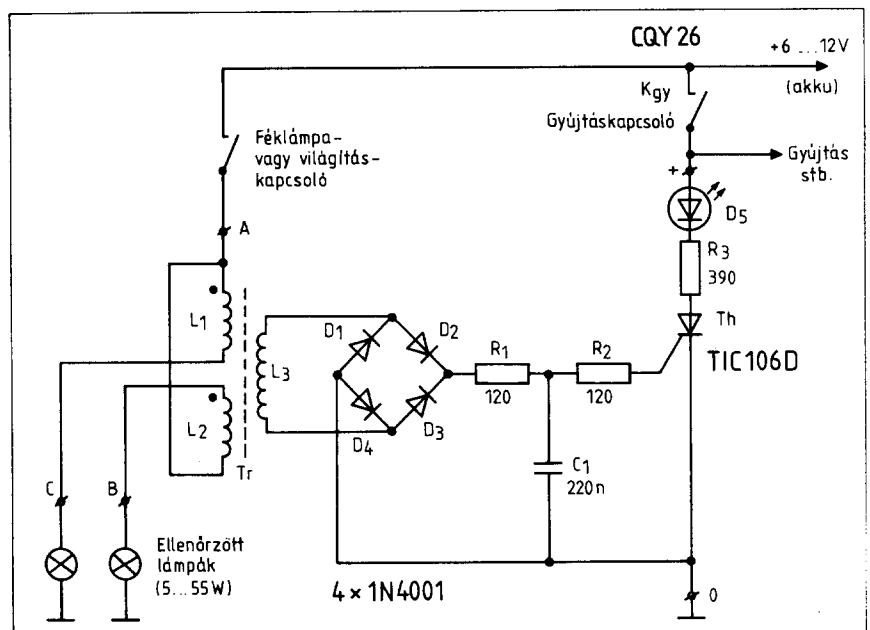 CQY 26
+6 ...12V
(akku)
Kgy
Gyújtáskapcsoló
Gyújtás
stb.
Féklámpa-
vagy világítás-
kapcsoló
+
D5
A
R3
390
L1
Th
D1
D2
TIC106D
L3
R1
R2
120
120
L2
D4
D3
Tr
C1
220n
C
B
Ellenőrzött
lámpák
(5...55W)
4 × 1N4001
0